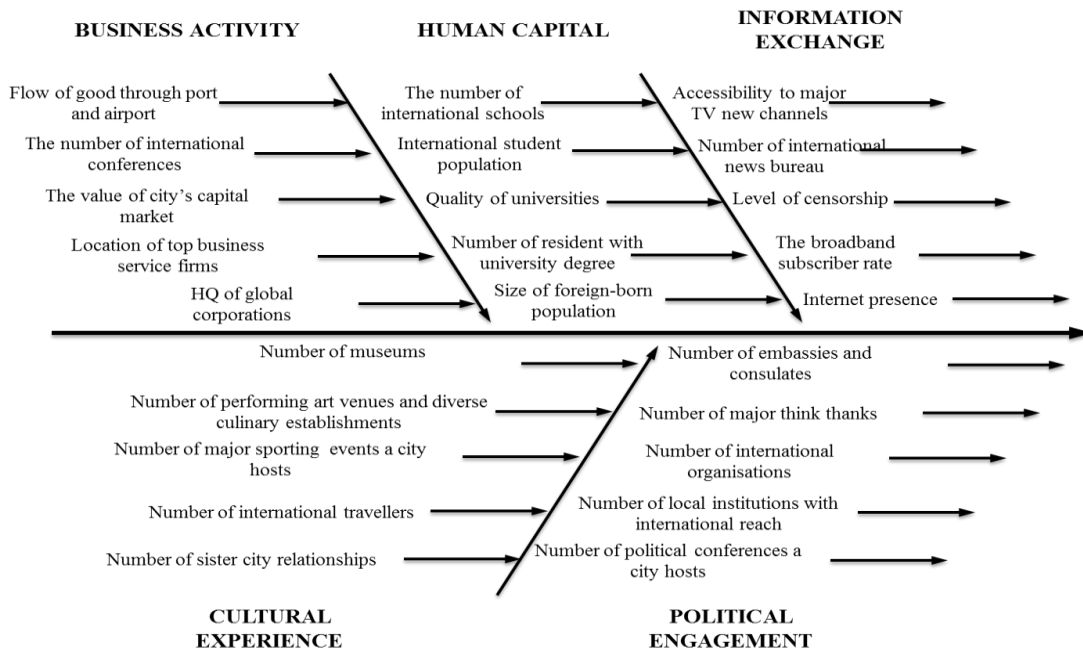 BUSINESS ACTIVITY
HUMAN CAPITAL
INFORMATION
EXCHANGE
Flow of good through port
and airport
The number of international
conferences
The value of city’s capital
market
Location of top business
service firms
HQ of global
corporations
The number of
international schools
International student
population
Quality of universities
Number of resident with
university degree
Size of foreign-born
population
Accessibility to major
TV new channels
Number of international
news bureau
Level of censorship
The broadband
subscriber rate
Internet presence
Number of museums
Number of performing art venues and diverse
culinary establishments
Number of major sporting events a city
hosts
Number of international travellers
Number of sister city relationships
Number of embassies and
consulates
Number of major think thanks
Number of international
organisations
Number of local institutions with
international reach
Number of political conferences a
city hosts
CULTURAL
EXPERIENCE
POLITICAL
ENGAGEMENT